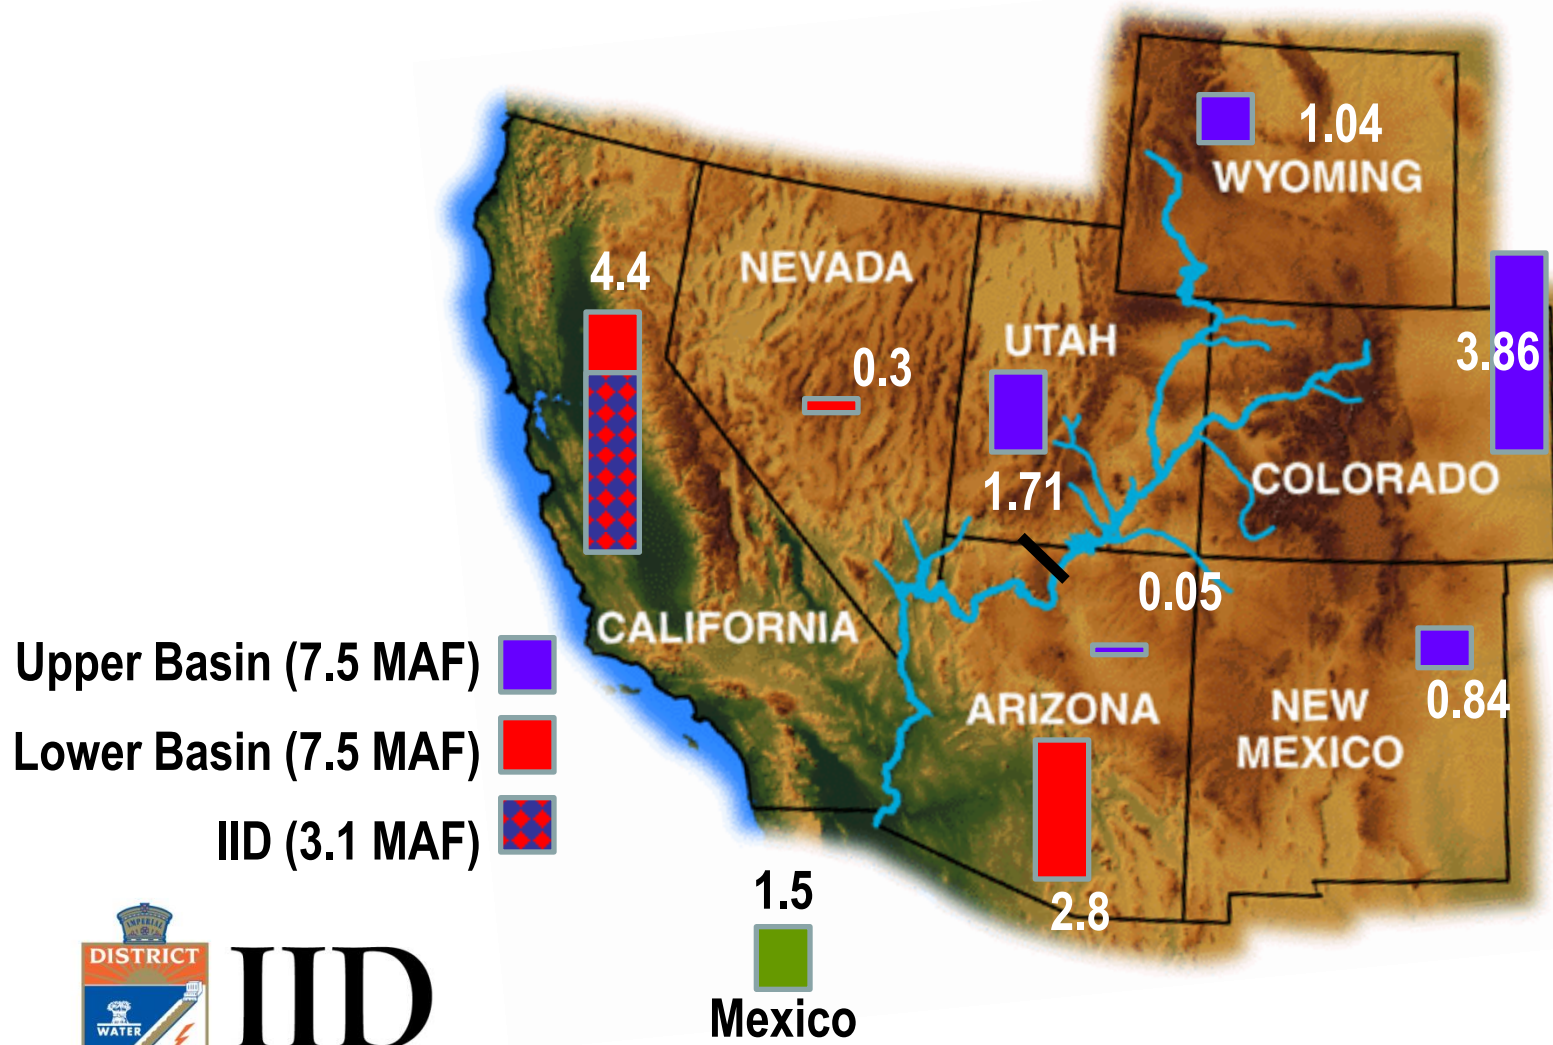 1.04
WYOMING
4.4
NEVADA
0.3
UTAH
1.71
3.86
COLORADO
0.05
CALIFORNIA
ARIZONA
2.8
NEW
MEXICO
0.84
Upper Basin (7.5 MAF)
Lower Basin (7.5 MAF)
IID (3.1 MAF)
1.5
Mexico
IMPERIAL
DISTRICT
WATER
IID